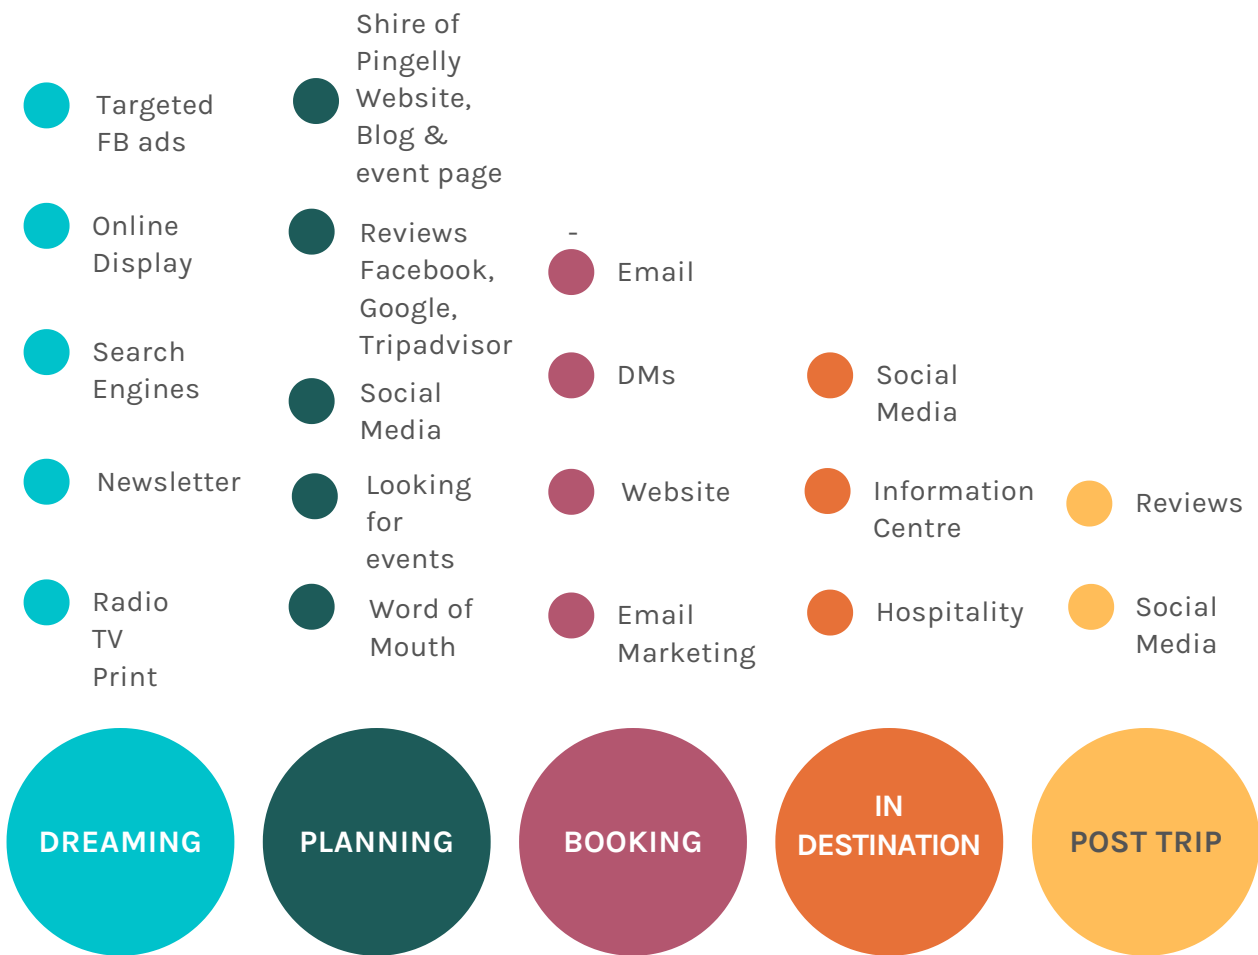 Targeted
FB ads
Online
Display
Search
Engines
Newsletter
Radio
TV
Print
Shire of
Pingelly
Website,
Blog &
event page
Reviews
Facebook,
Google,
Tripadvisor
Social
Media
Looking
for
events
Word of
Mouth
-
Email
DMs
Website
Email
Marketing
Social
Media
Information
Centre
Hospitality
Reviews
Social
Media
DREAMING
PLANNING
BOOKING
IN
DESTINATION
POST TRIP